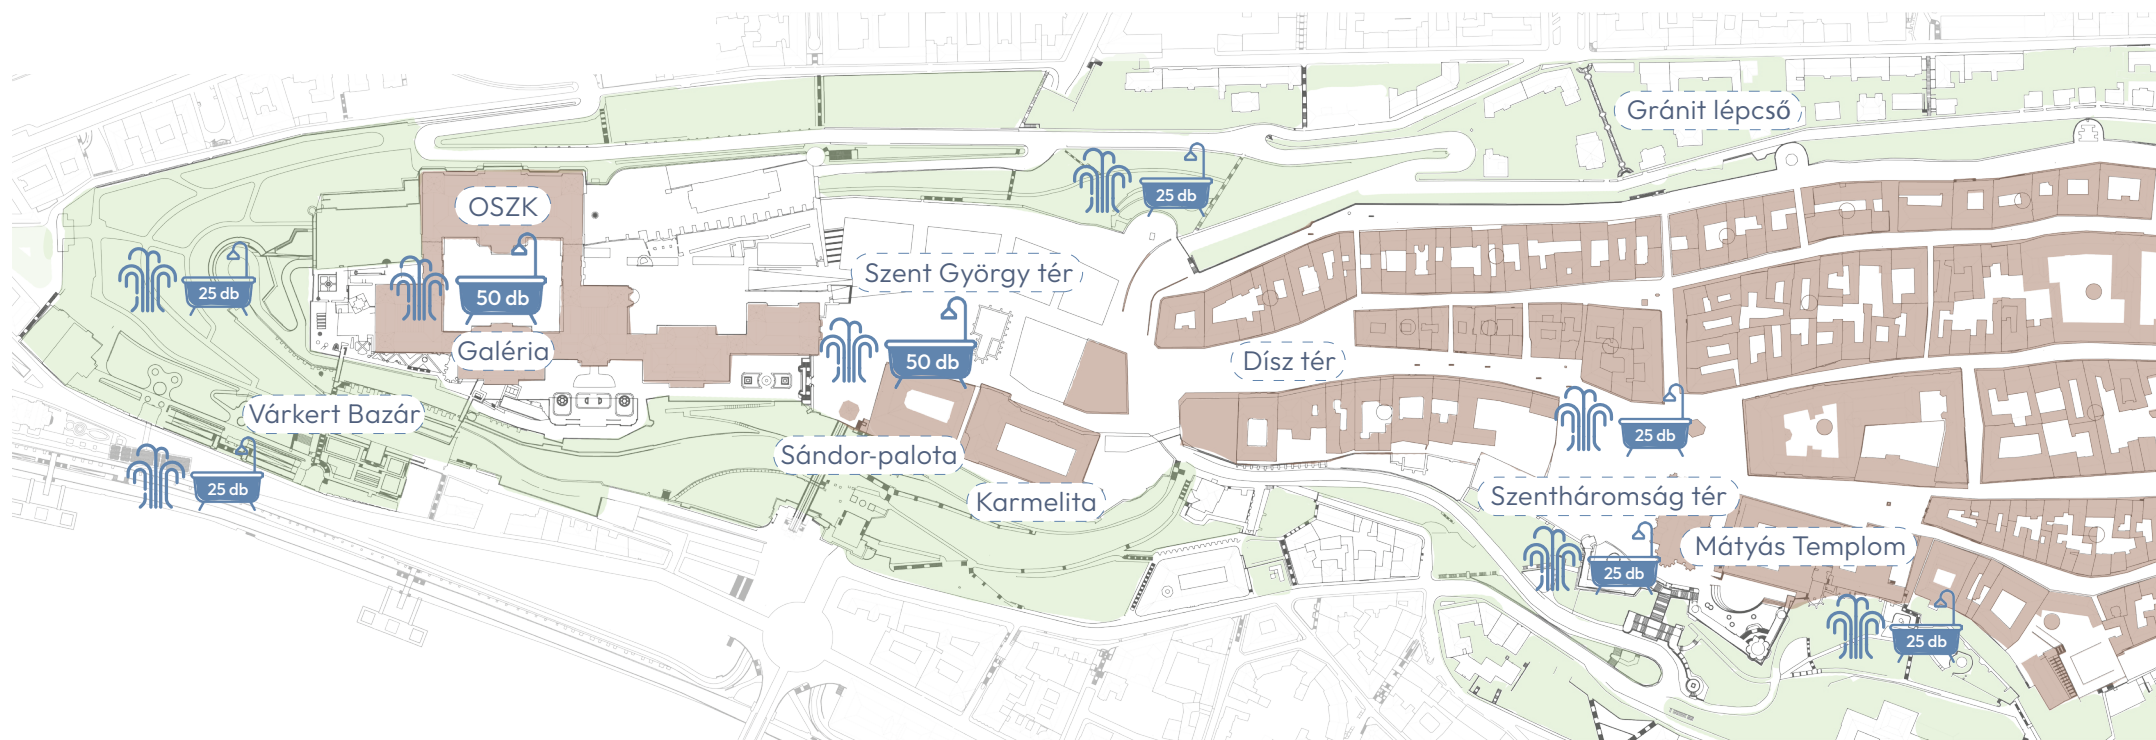 Gránit lépcső
25 db
OSZK
Szent György tér
25 db
50 db
Galéria
50 db
Dísz tér
Várkert Bazár
25 db
Sándor-palota
25 db
Karmelita
Szentháromság tér
Mátyás Templom
25 db
25 db